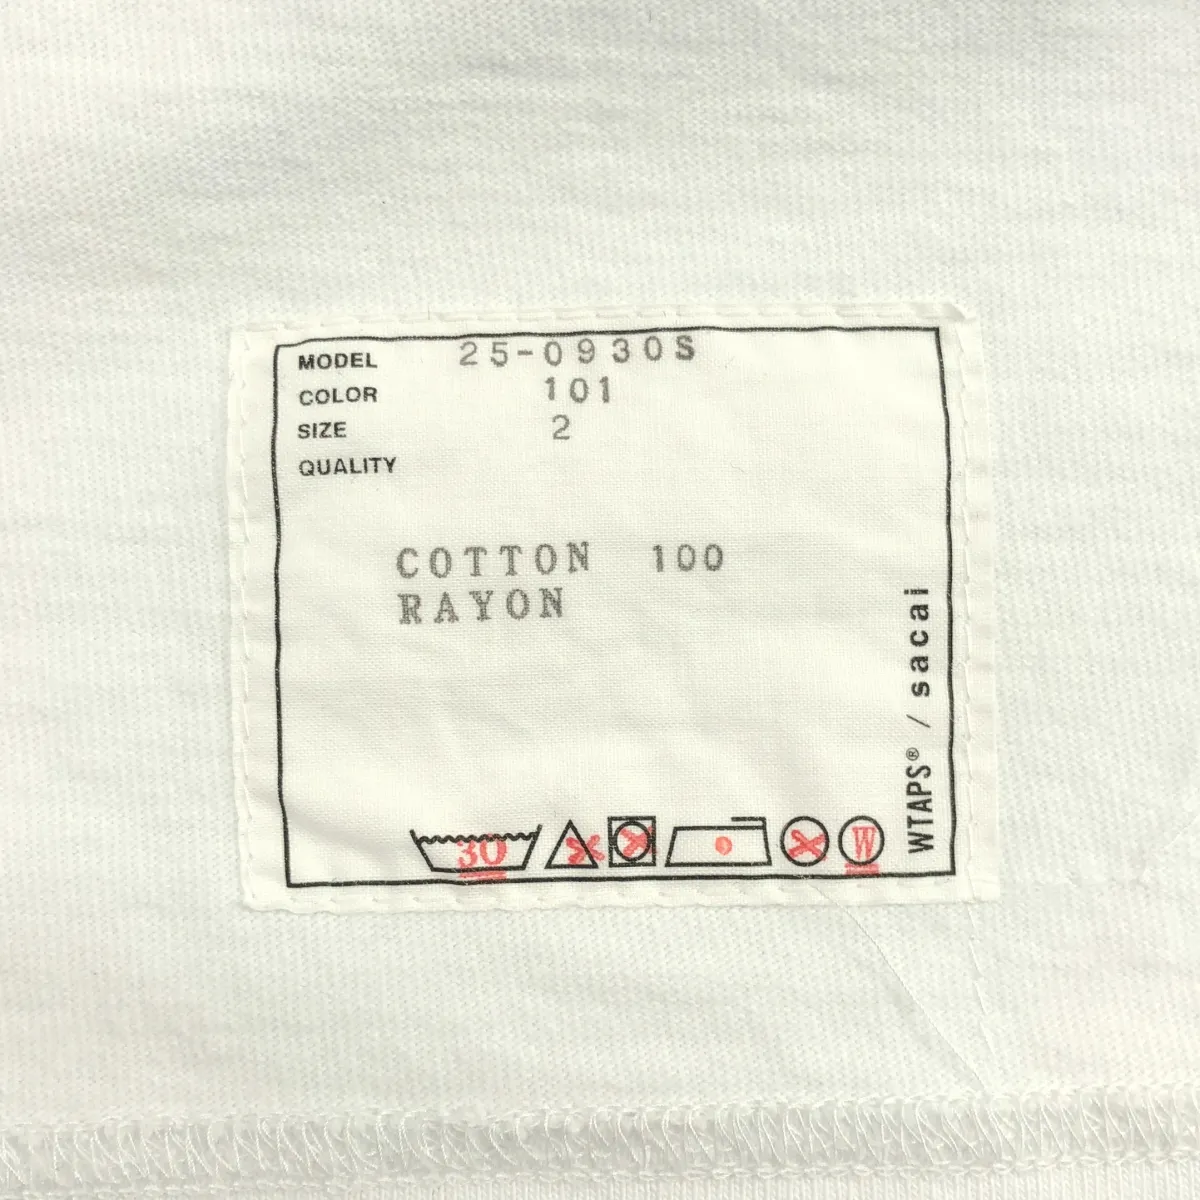 MODEL 25-0930S
COLOR 101
SIZE 2
QUALITY
COTTON 100
RAYON
WTAPS® / sacai
30
W